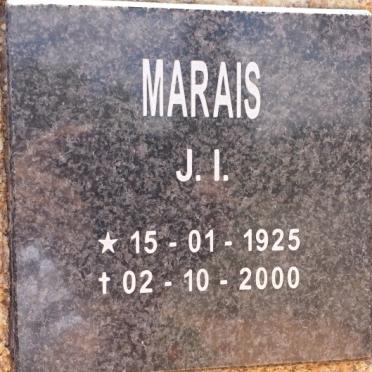 MARAIS
J. I.
★ 15 - 01 - 1925
† 02 - 10 - 2000